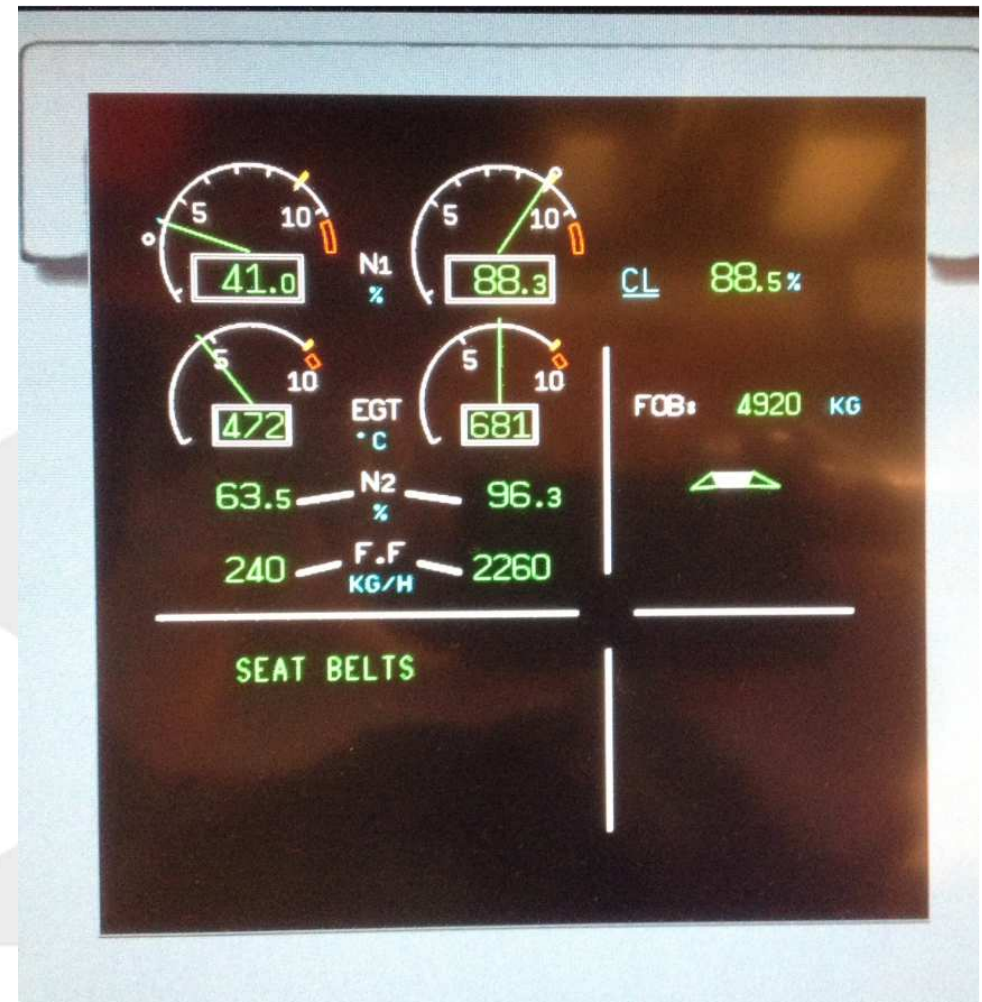 5 10 5 10
41.0 N1 % 88.3 CL 88.5%
5 10 5 10
472 EGT °C 681 FOB: 4920 KG
63.5 N2 % 96.3
240 F.F KG/H 2260
SEAT BELTS